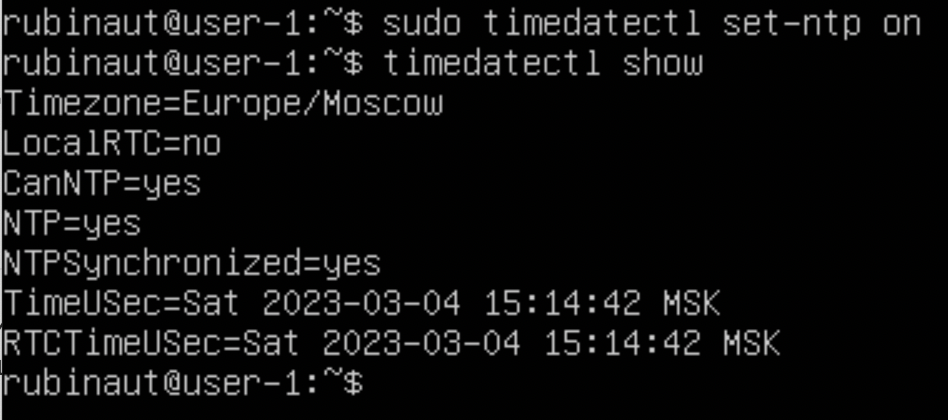 rubinaut@user-1:~$ sudo timedatectl set-ntp on
rubinaut@user-1:~$ timedatectl show
Timezone=Europe/Moscow
LocalRTC=no
CanNTP=yes
NTP=yes
NTPSynchronized=yes
TimeUSec=Sat 2023-03-04 15:14:42 MSK
RTCTimeUSec=Sat 2023-03-04 15:14:42 MSK
rubinaut@user-1:~$